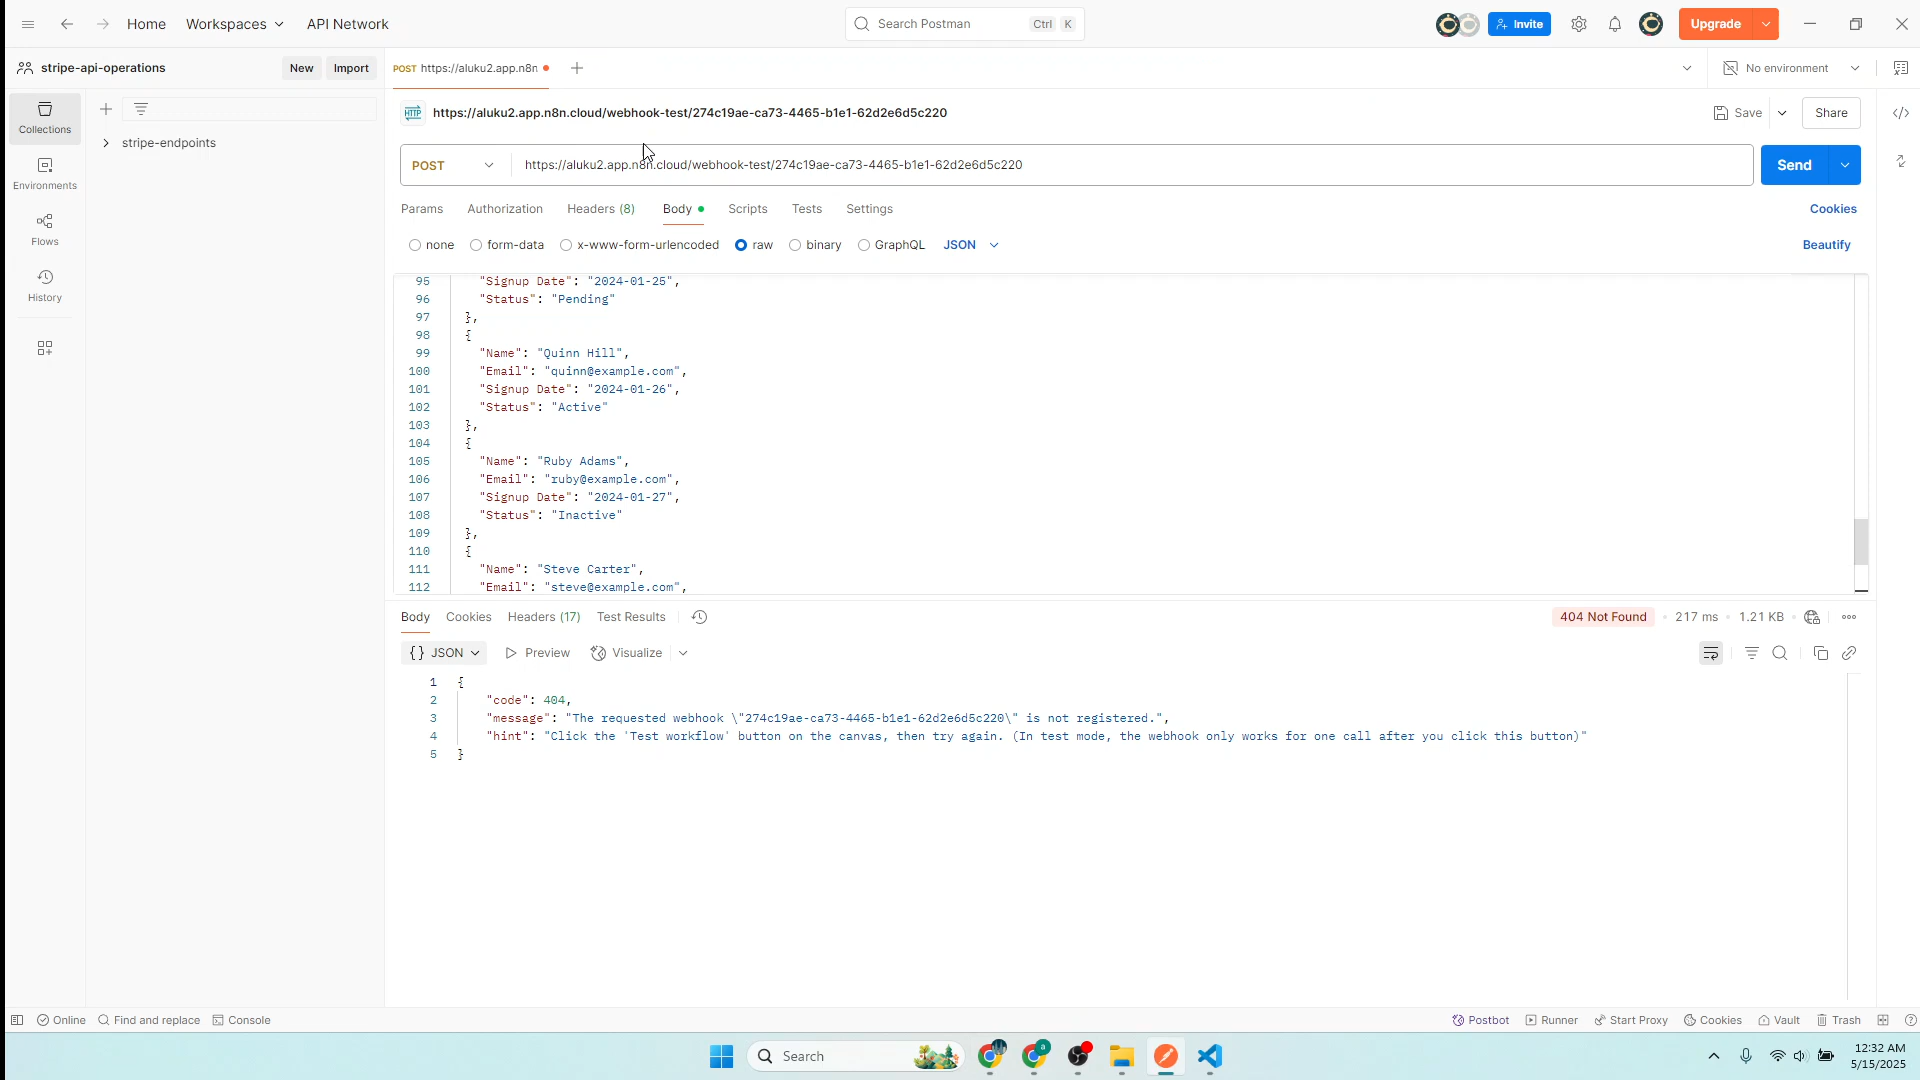 Home
Workspaces
API Network
Search Postman
Ctrl K
Invite
Upgrade
stripe-api-operations
New
Import
POST https://aluku2.app.n8n
No environment
Collections
stripe-endpoints
Environments
Flows
History
HTTP
https://aluku2.app.n8n.cloud/webhook-test/274c19ae-ca73-4465-b1e1-62d2e6d5c220
Save
Share
POST
https://aluku2.app.n8n.cloud/webhook-test/274c19ae-ca73-4465-b1e1-62d2e6d5c220
Send
Params
Authorization
Headers (8)
Body
Scripts
Tests
Settings
Cookies
none
form-data
x-www-form-urlencoded
raw
binary
GraphQL
JSON
Beautify
95 "Signup Date": "2024-01-25",
96 "Status": "Pending"
97 },
98 {
99 "Name": "Quinn Hill",
100 "Email": "quinn@example.com",
101 "Signup Date": "2024-01-26",
102 "Status": "Active"
103 },
104 {
105 "Name": "Ruby Adams",
106 "Email": "ruby@example.com",
107 "Signup Date": "2024-01-27",
108 "Status": "Inactive"
109 },
110 {
111 "Name": "Steve Carter",
112 "Email": "steve@example.com",
Body
Cookies
Headers (17)
Test Results
404 Not Found
217 ms
1.21 KB
{} JSON
Preview
Visualize
1 {
2 "code": 404,
3 "message": "The requested webhook \"274c19ae-ca73-4465-b1e1-62d2e6d5c220\" is not registered.",
4 "hint": "Click the 'Test workflow' button on the canvas, then try again. (In test mode, the webhook only works for one call after you click this button)"
5 }
Online
Find and replace
Console
Postbot
Runner
Start Proxy
Cookies
Vault
Trash
Search
12:32 AM
5/15/2025